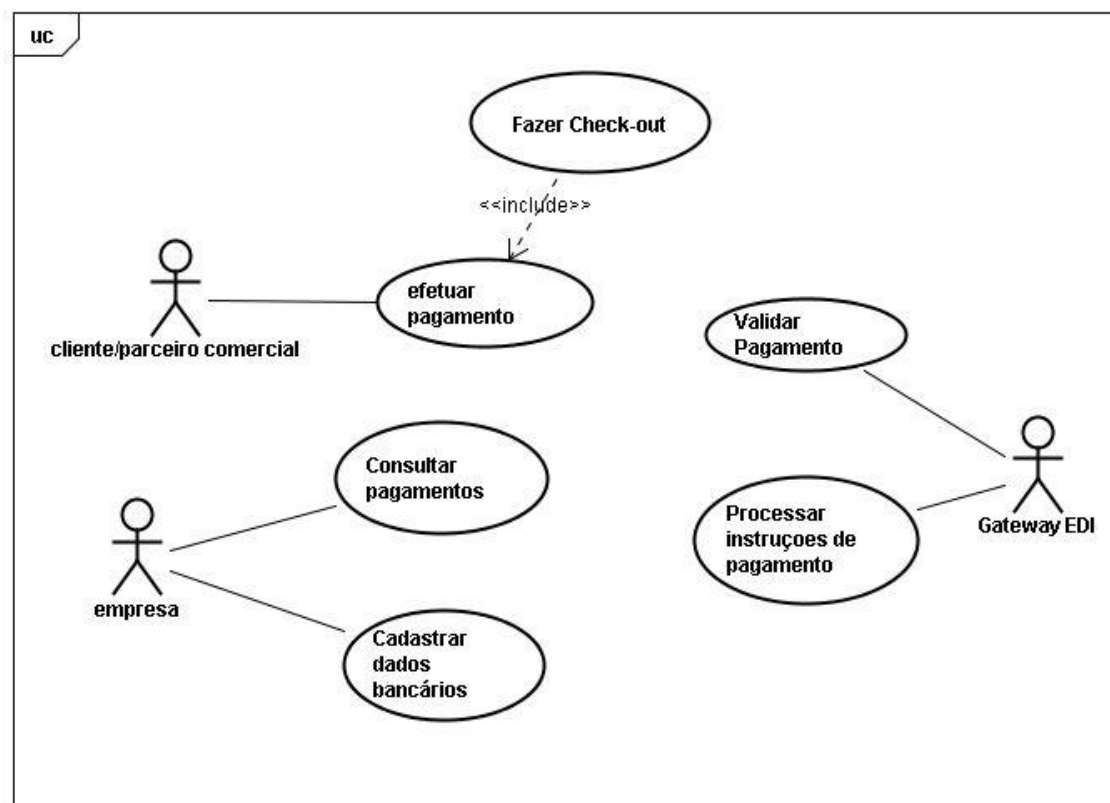 uc
Fazer Check-out
<<include>>
efetuar
pagamento
cliente/parceiro comercial
Validar
Pagamento
Consultar
pagamentos
Processar
instruçoes de
pagamento
Gateway EDI
empresa
Cadastrar
dados
bancários